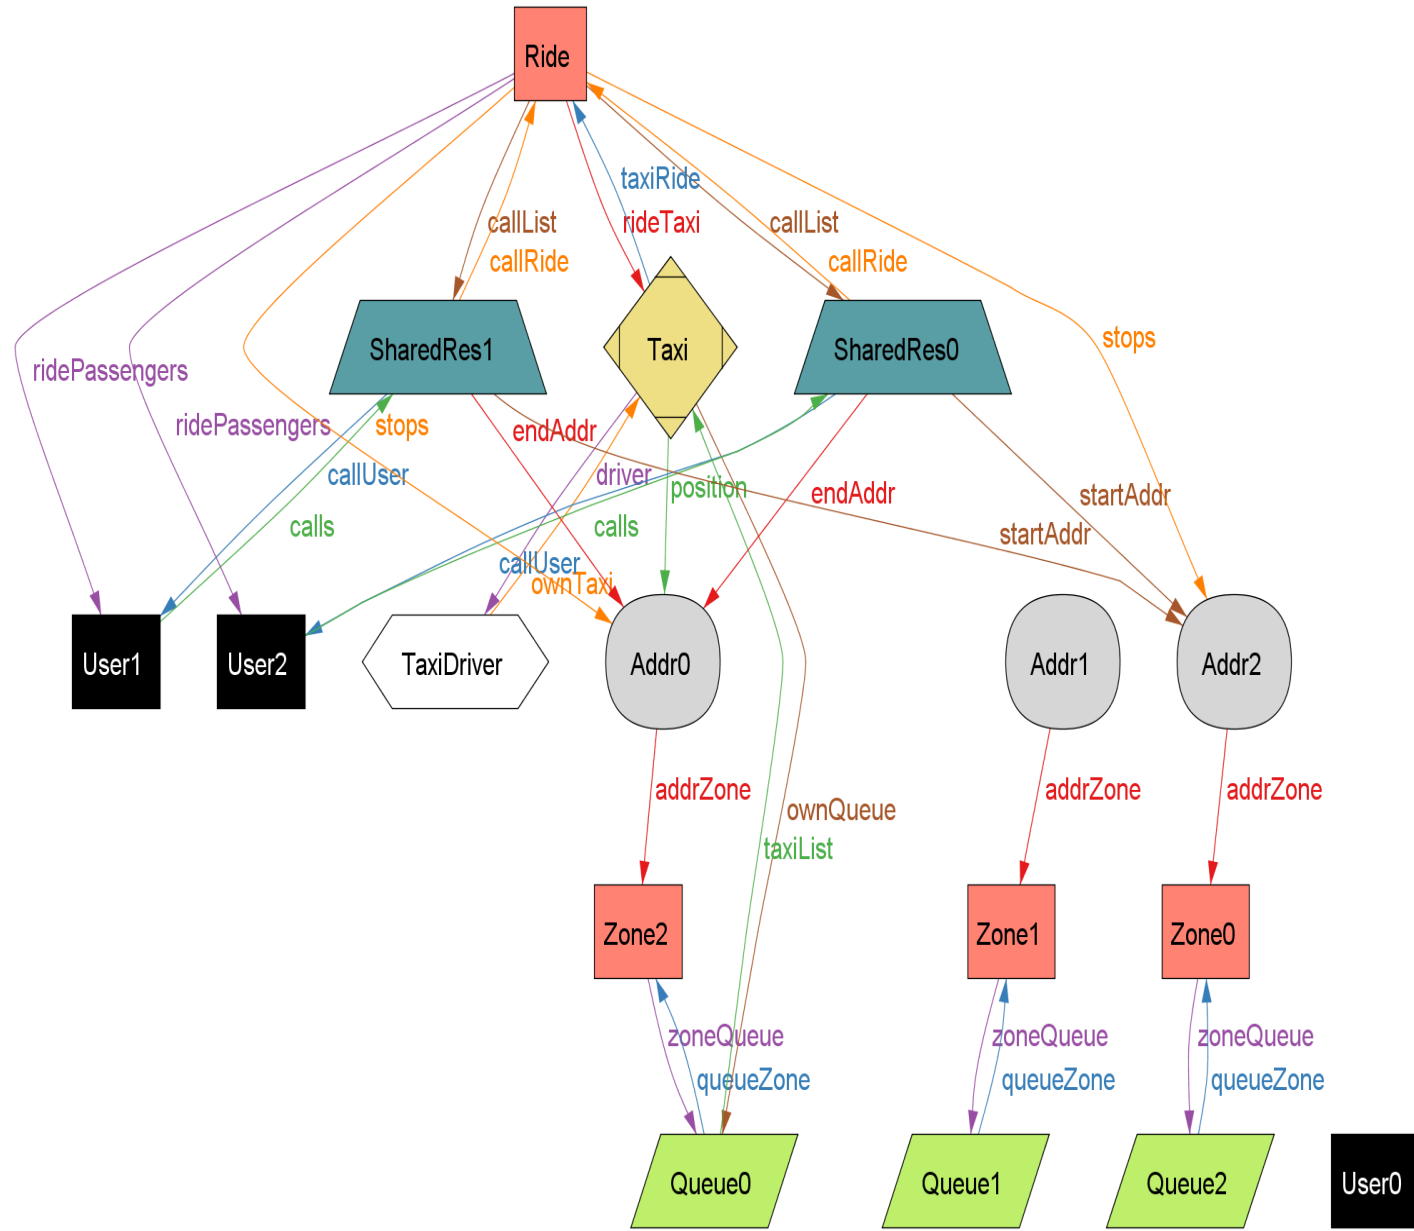 Ride
taxiRide
callList
rideTaxi
callList
callRide
callRide
stops
SharedRes1
Taxi
SharedRes0
ridePassengers
ridePassengers
stops
endAddr
callUser
driver
position
endAddr
startAddr
calls
calls
startAddr
callUser
ownTaxi
User1
User2
TaxiDriver
Addr0
Addr1
Addr2
addrZone
addrZone
addrZone
ownQueue
taxiList
Zone2
Zone1
Zone0
zoneQueue
zoneQueue
zoneQueue
queueZone
queueZone
queueZone
Queue0
Queue1
Queue2
User0